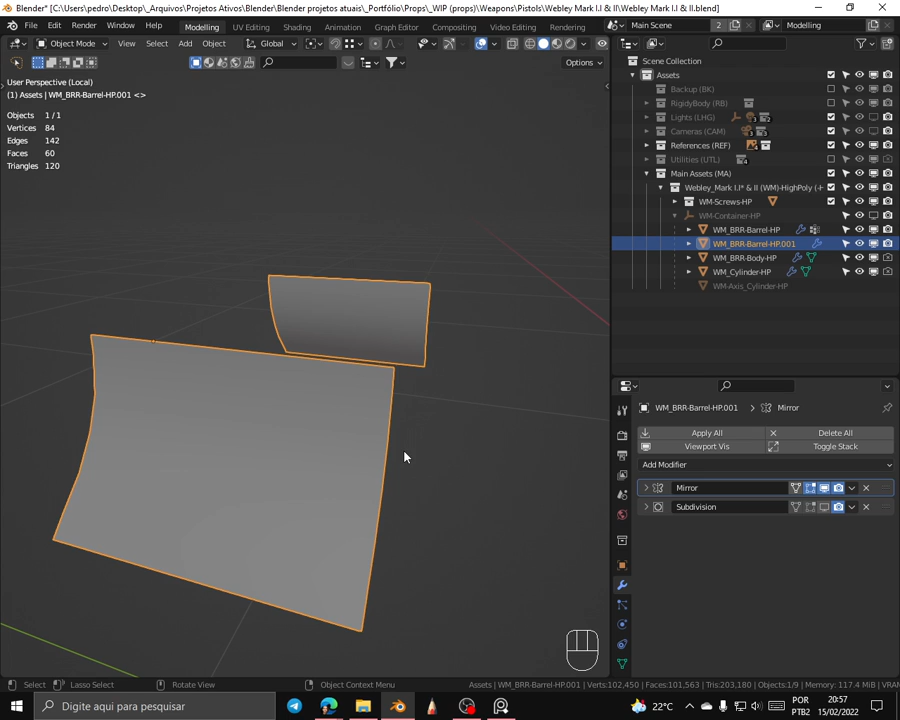 Blender* [C:\Users\pedro\Desktop\_Arquivos\Projetos Ativos\Blender\Blender projetos atuais\_Portfólio\Props\_WIP (props)\Weapons\Pistols\Webley Mark I.I & II\Webley Mark I.I & II.blend]
File Edit Render Window Help
Modelling UV Editing Shading Animation Graph Editor Compositing Video Editing Rendering
Main Scene 2 Modelling
Object Mode View Select Add Object Global
Options
User Perspective (Local)
(1) Assets | WM_BRR-Barrel-HP.001 <>
Objects 1 / 1
Vertices 84
Edges 142
Faces 60
Triangles 120
Scene Collection
Assets
Backup (BK)
RigidyBody (RB)
Lights (LHG)
Cameras (CAM)
References (REF)
Utilities (UTL)
Main Assets (MA)
Webley_Mark I.I* & II (WM)-HighPoly (-H
WM-Screws-HP
WM-Container-HP
WM_BRR-Barrel-HP
WM_BRR-Barrel-HP.001
WM_BRR-Body-HP
WM_Cylinder-HP
WM-Axis_Cylinder-HP
WM_BRR-Barrel-HP.001 Mirror
Apply All Delete All
Viewport Vis Toggle Stack
Add Modifier
Mirror
Subdivision
Select Lasso Select Rotate View Object Context Menu
Assets | WM_BRR-Barrel-HP.001 | Verts:102,450 | Faces:101,563 | Tris:203,180 | Objects:1/9 | Memory: 117.4 MiB | VRAM
Digite aqui para pesquisar
22°C
POR
PTB2
20:57
15/02/2022